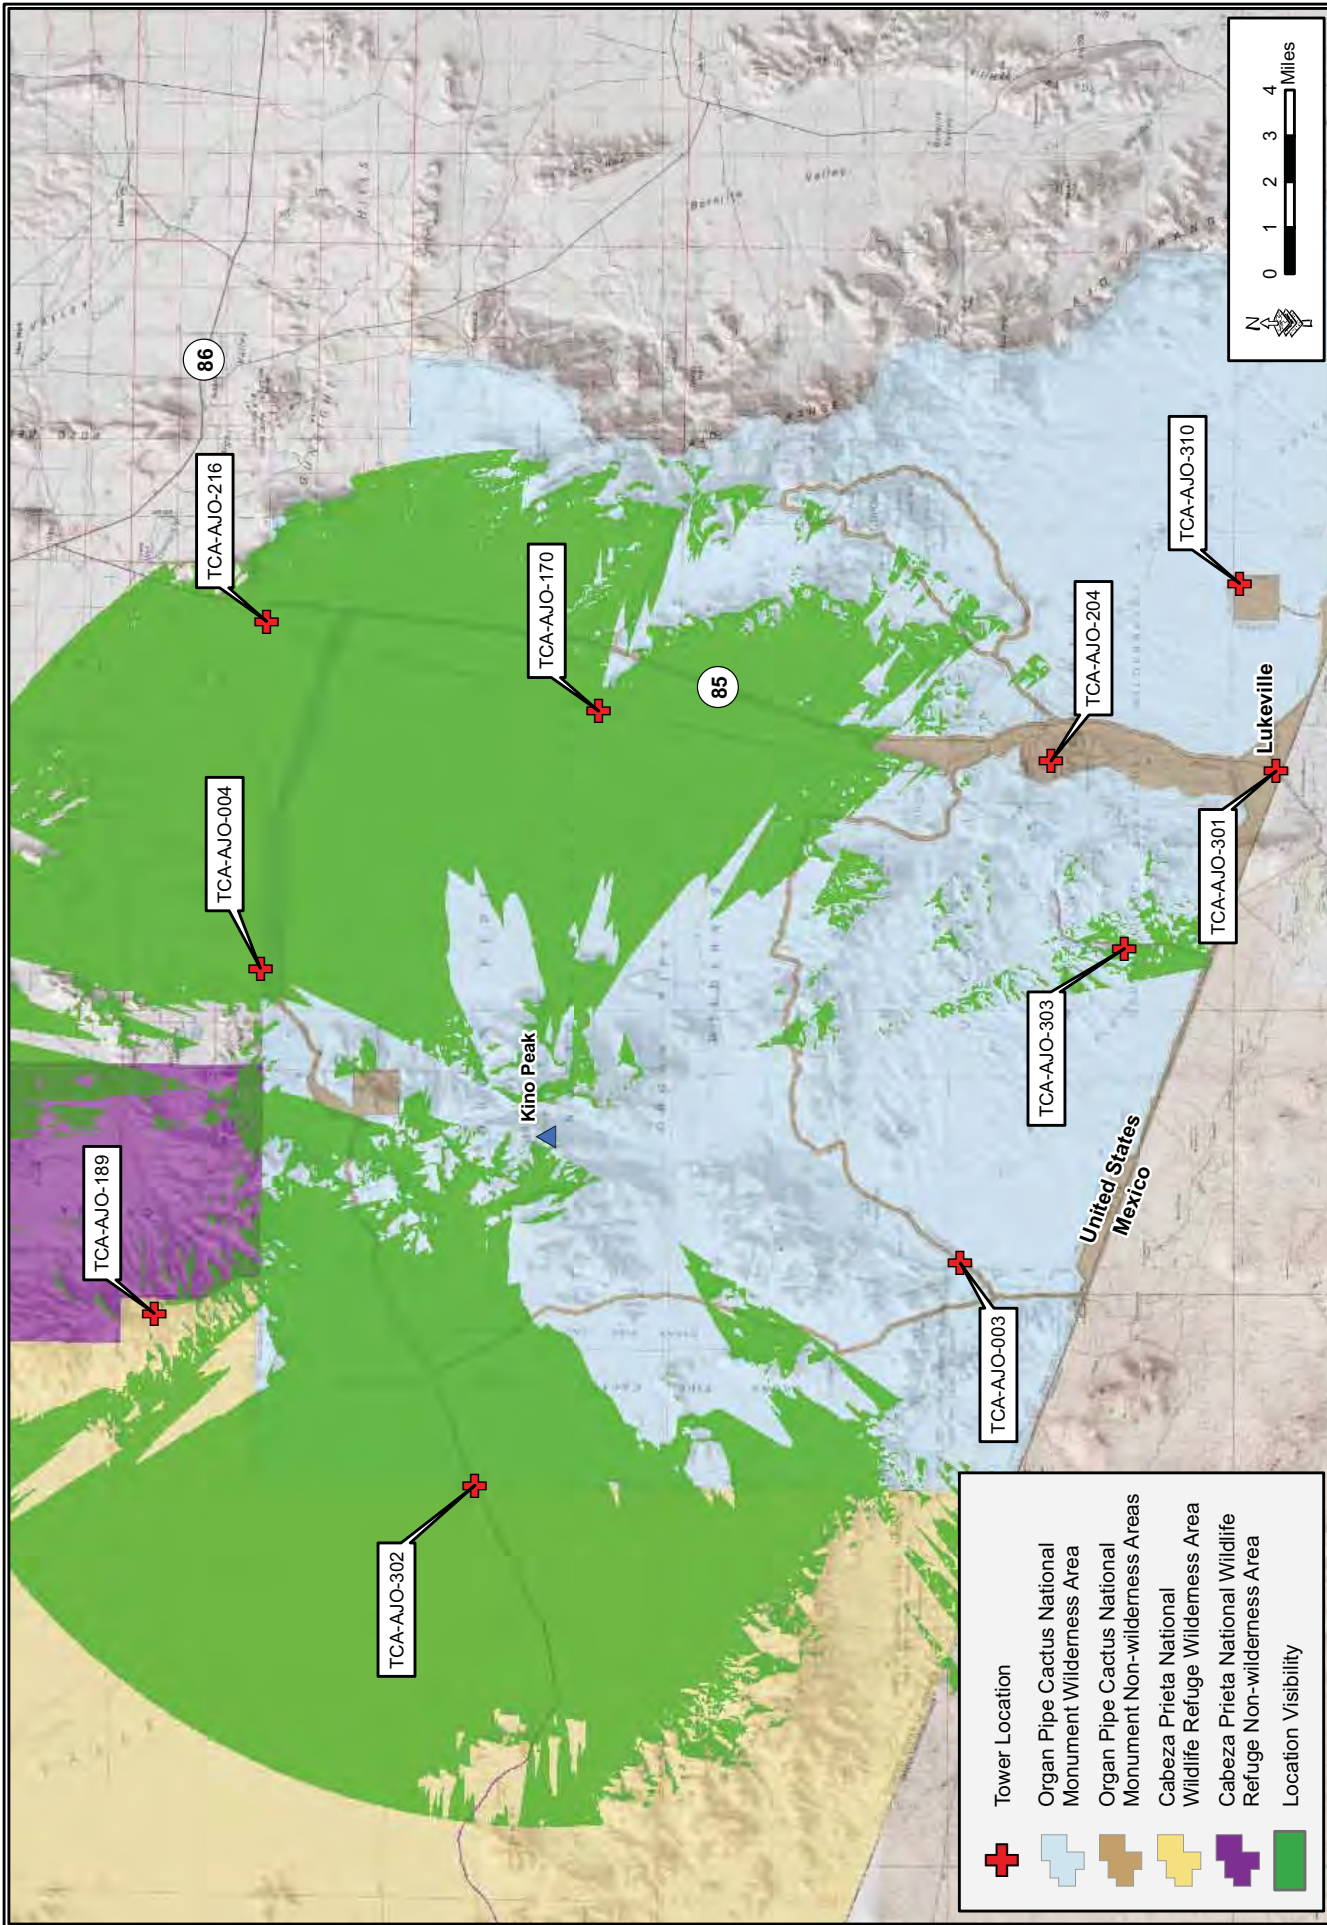 86
TCA-AJO-216
TCA-AJO-004
TCA-AJO-189
TCA-AJO-170
TCA-AJO-302
Kino Peak
85
TCA-AJO-310
TCA-AJO-204
Lukeville
TCA-AJO-301
TCA-AJO-303
United States
Mexico
TCA-AJO-003
Valley
N
0 1 2 3 4
Miles
Tower Location
Organ Pipe Cactus National
Monument Wilderness Area
Organ Pipe Cactus National
Monument Non-wilderness Areas
Cabeza Prieta National
Wildlife Refuge Wilderness Area
Cabeza Prieta National Wildlife
Refuge Non-wilderness Area
Location Visibility